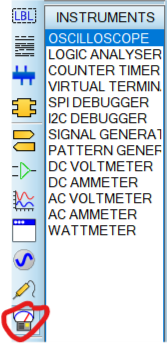 LBL
INSTRUMENTS
OSCILLOSCOPE
LOGIC ANALYSER
COUNTER TIMER
VIRTUAL TERMIN
SPI DEBUGGER
I2C DEBUGGER
SIGNAL GENERAT
PATTERN GENER
DC VOLTMETER
DC AMMETER
AC VOLTMETER
AC AMMETER
WATTMETER